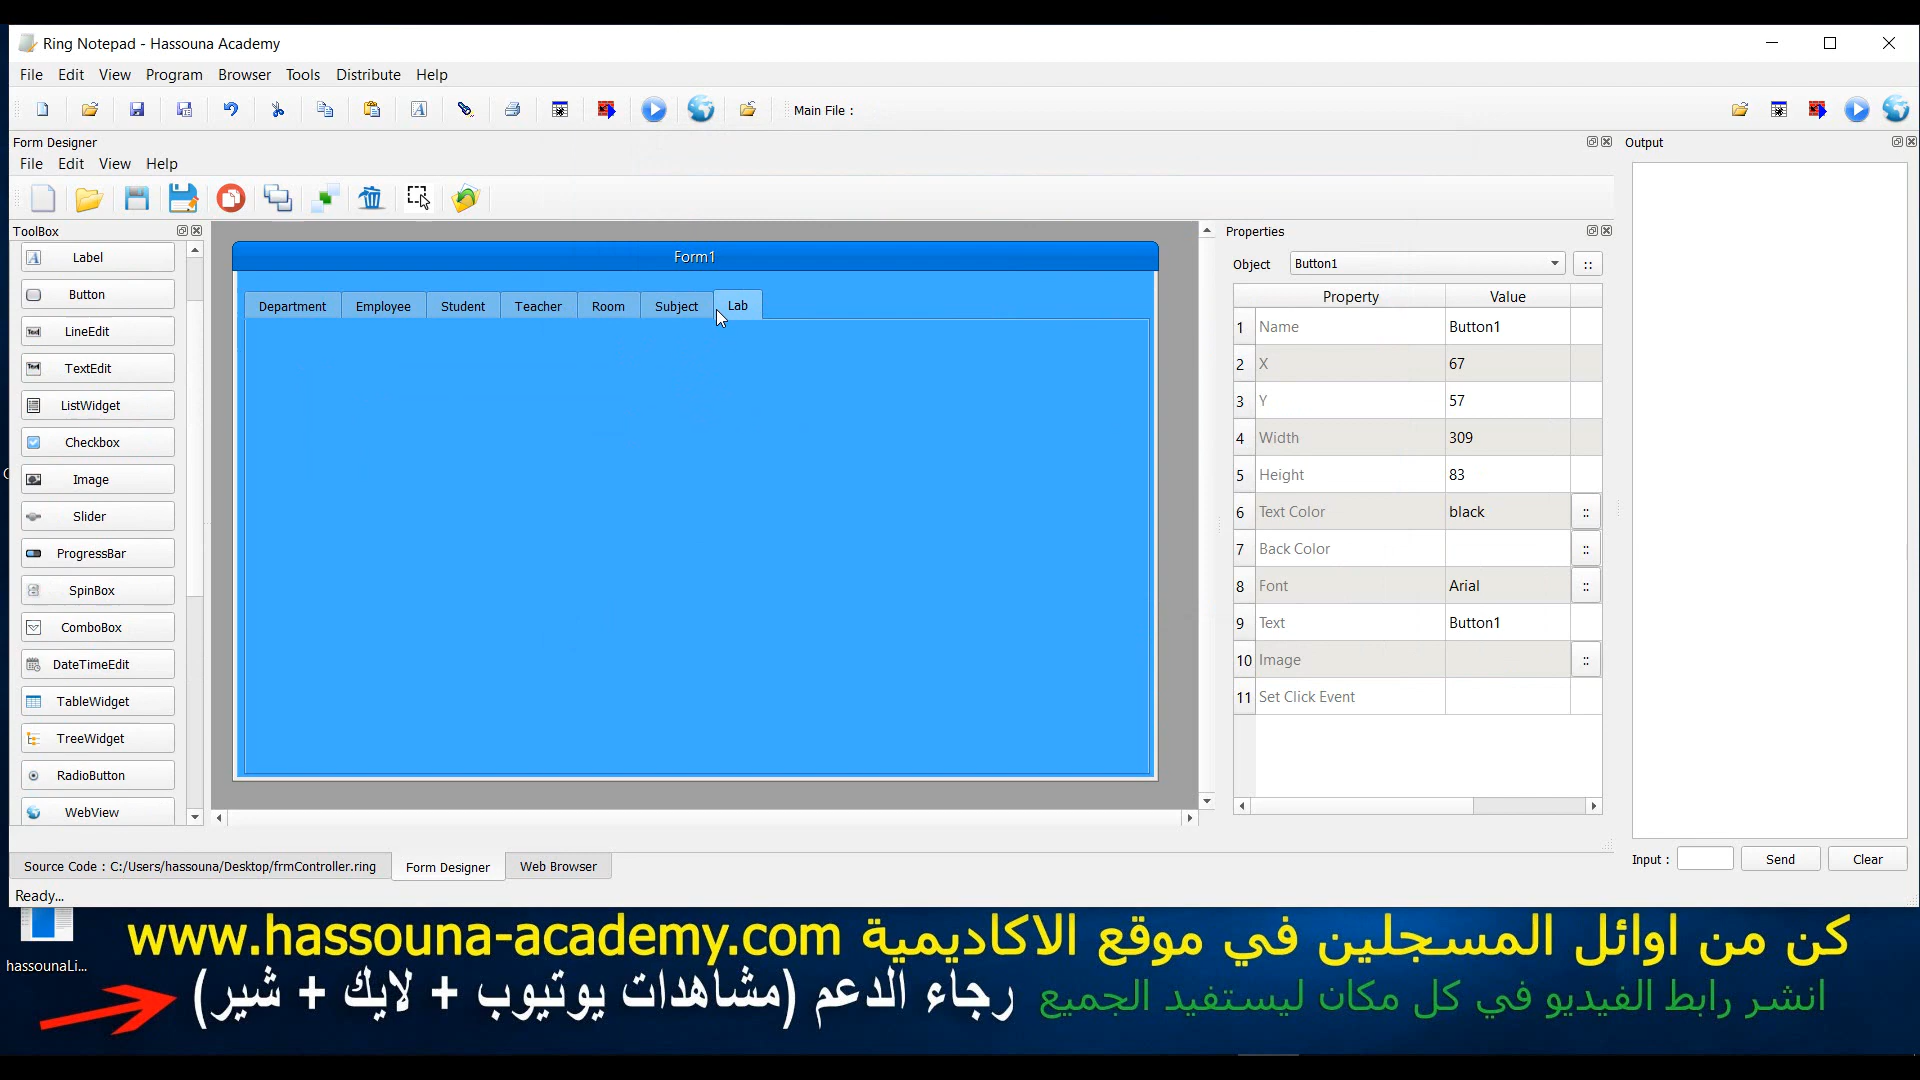 Ring Notepad - Hassouna Academy
File Edit View Program Browser Tools Distribute Help
Main File :
Form Designer
Output
File Edit View Help
ToolBox
Properties
Label
Button
LineEdit
TextEdit
ListWidget
Checkbox
Image
Slider
ProgressBar
SpinBox
ComboBox
DateTimeEdit
TableWidget
TreeWidget
RadioButton
WebView
Form1
Department Employee Student Teacher Room Subject Lab
Object Button1 ::
Property Value
1 Name Button1
2 X 67
3 Y 57
4 Width 309
5 Height 83
6 Text Color black ::
7 Back Color ::
8 Font Arial ::
9 Text Button1
10 Image ::
11 Set Click Event
Input : Send Clear
Source Code : C:/Users/hassouna/Desktop/frmController.ring Form Designer Web Browser
Ready...
hassounaLi...
كن من اوائل المسجلين في موقع الاكاديمية www.hassouna-academy.com
انشر رابط الفيديو في كل مكان ليستفيد الجميع رجاء الدعم (مشاهدات يوتيوب + لايك + شير)